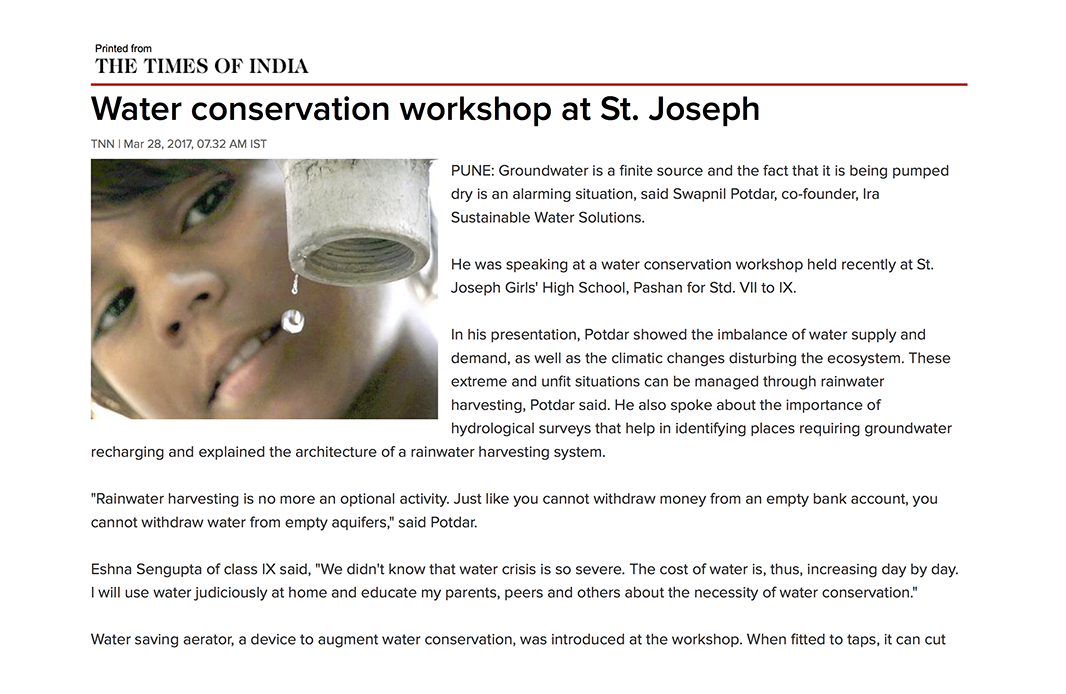 Printed from
THE TIMES OF INDIA
Water conservation workshop at St. Joseph
TNN | Mar 28, 2017, 07.32 AM IST
PUNE: Groundwater is a finite source and the fact that it is being pumped
dry is an alarming situation, said Swapnil Potdar, co-founder, Ira
Sustainable Water Solutions.
He was speaking at a water conservation workshop held recently at St.
Joseph Girls' High School, Pashan for Std. VII to IX.
In his presentation, Potdar showed the imbalance of water supply and
demand, as well as the climatic changes disturbing the ecosystem. These
extreme and unfit situations can be managed through rainwater
harvesting, Potdar said. He also spoke about the importance of
hydrological surveys that help in identifying places requiring groundwater
recharging and explained the architecture of a rainwater harvesting system.
"Rainwater harvesting is no more an optional activity. Just like you cannot withdraw money from an empty bank account, you
cannot withdraw water from empty aquifers," said Potdar.
Eshna Sengupta of class IX said, "We didn't know that water crisis is so severe. The cost of water is, thus, increasing day by day.
I will use water judiciously at home and educate my parents, peers and others about the necessity of water conservation."
Water saving aerator, a device to augment water conservation, was introduced at the workshop. When fitted to taps, it can cut